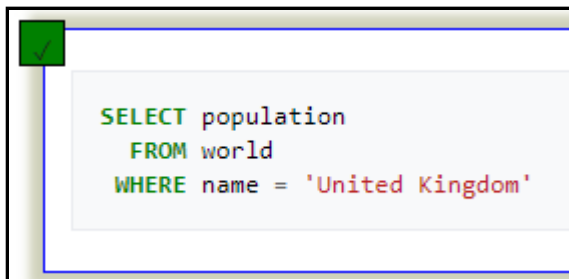 ✓
SELECT population
FROM world
WHERE name = 'United Kingdom'